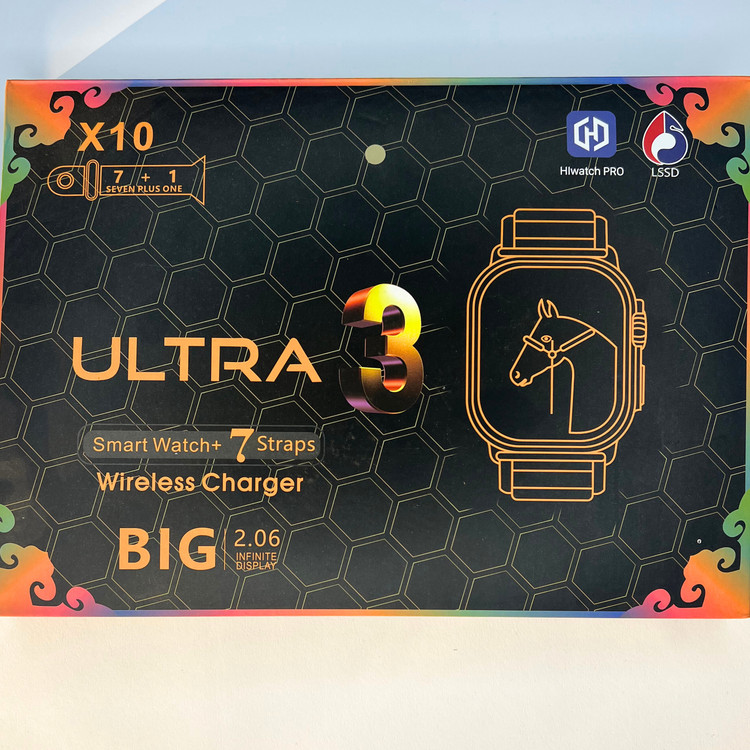 X10
7 + 1
SEVEN PLUS ONE
HIwatch PRO
LSSD
ULTRA 3
Smart Watch+ 7 Straps
Wireless Charger
BIG
2.06
INFINITE
DISPLAY